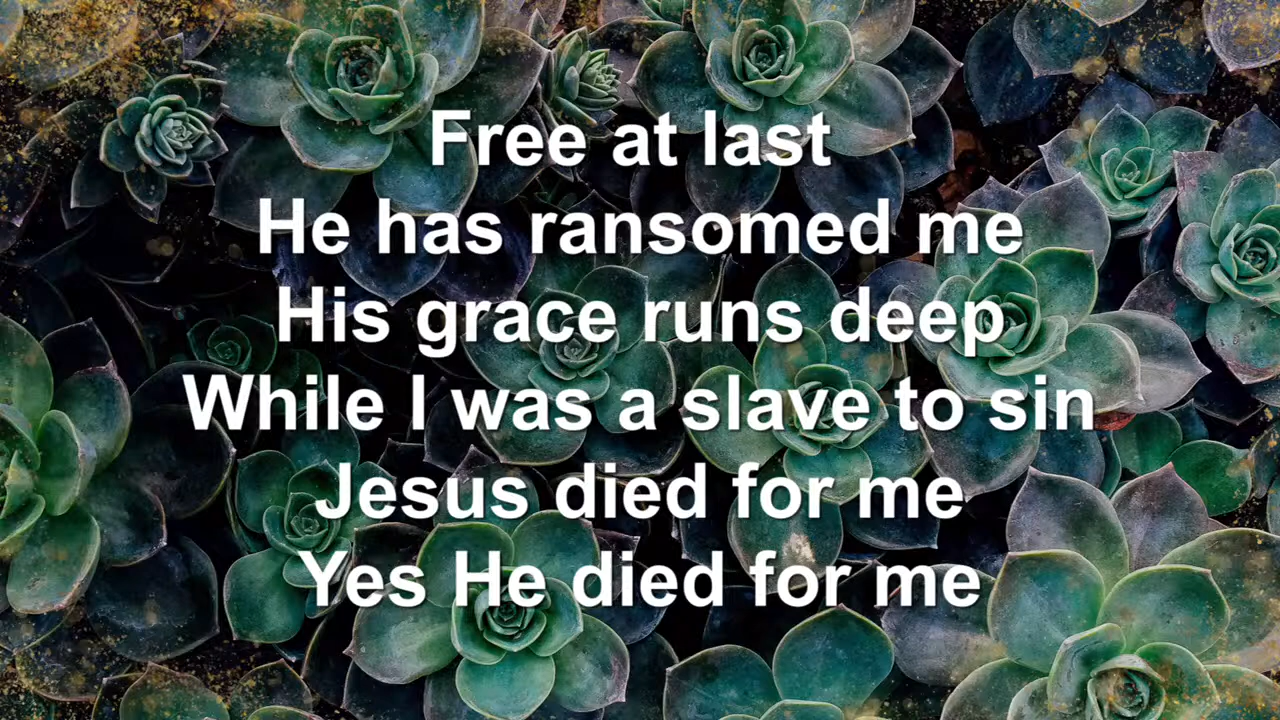 Free at last
He has ransomed me
His grace runs deep
While I was a slave to sin
Jesus died for me
Yes He died for me